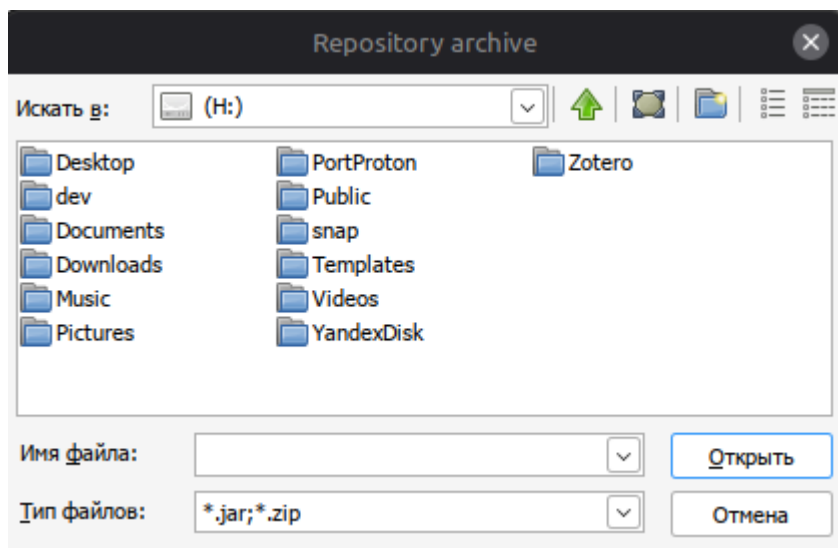 Repository archive
Искать в: (H:)
Desktop PortProton Zotero
dev Public
Documents snap
Downloads Templates
Music Videos
Pictures YandexDisk
Имя файла: Открыть
Тип файлов: *.jar;*.zip Отмена